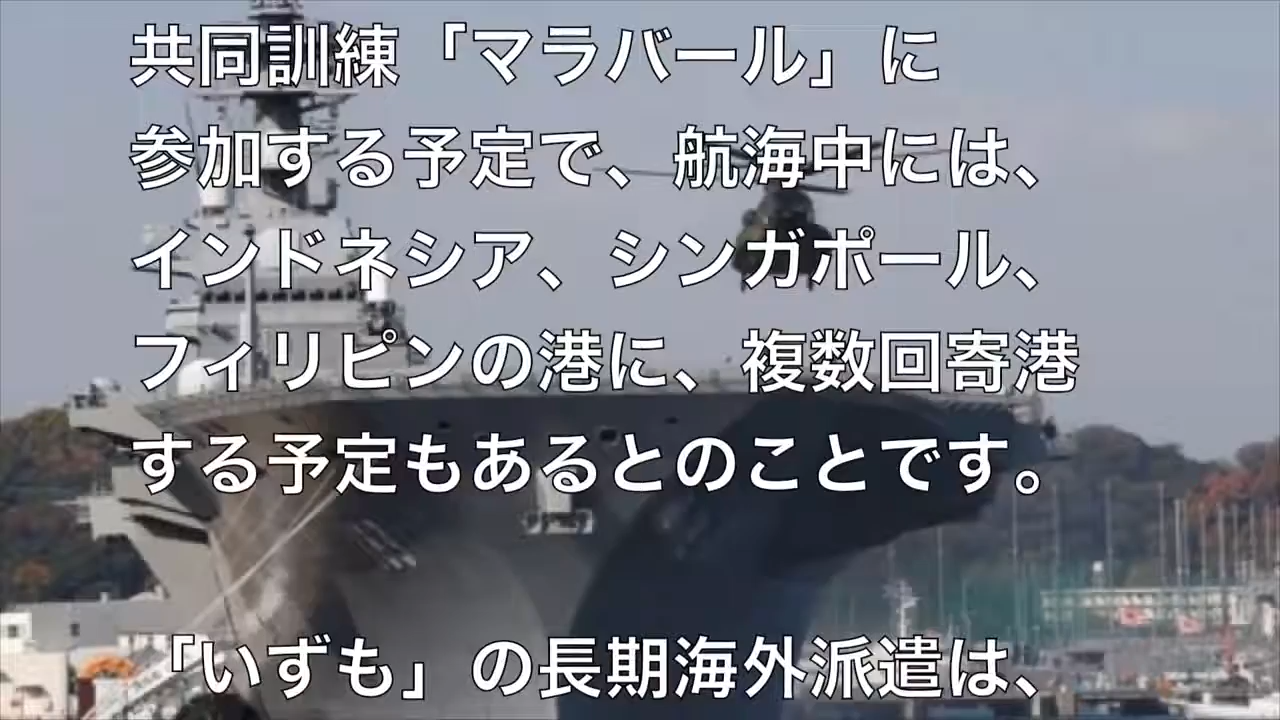 共同訓練「マラバール」に
参加する予定で、航海中には、
インドネシア、シンガポール、
フィリピンの港に、複数回寄港
する予定もあるとのことです。
「いずも」の長期海外派遣は、